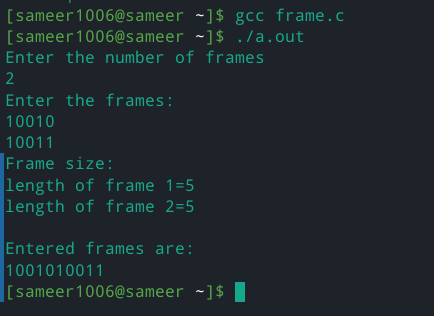 [sameer1006@sameer ~]$ gcc frame.c
[sameer1006@sameer ~]$ ./a.out
Enter the number of frames
2
Enter the frames:
10010
10011
Frame size:
length of frame 1=5
length of frame 2=5
Entered frames are:
1001010011
[sameer1006@sameer ~]$